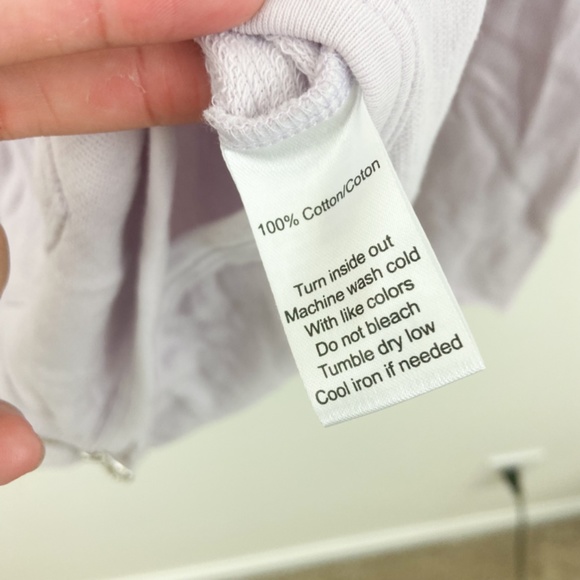 100% Cotton/Coton
Turn inside out
Machine wash cold
With like colors
Do not bleach
Tumble dry low
Cool iron if needed